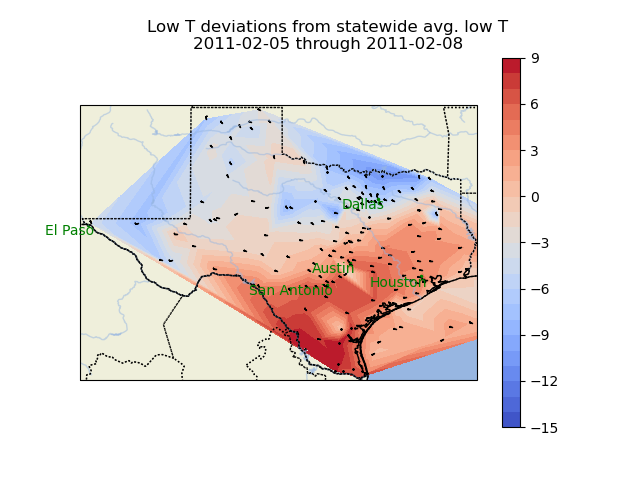 Low T deviations from statewide avg. low T
2011-02-05 through 2011-02-08
9
6
3
0
−3
−6
−9
−12
−15
Dallas
El Paso
Austin
Houston
San Antonio